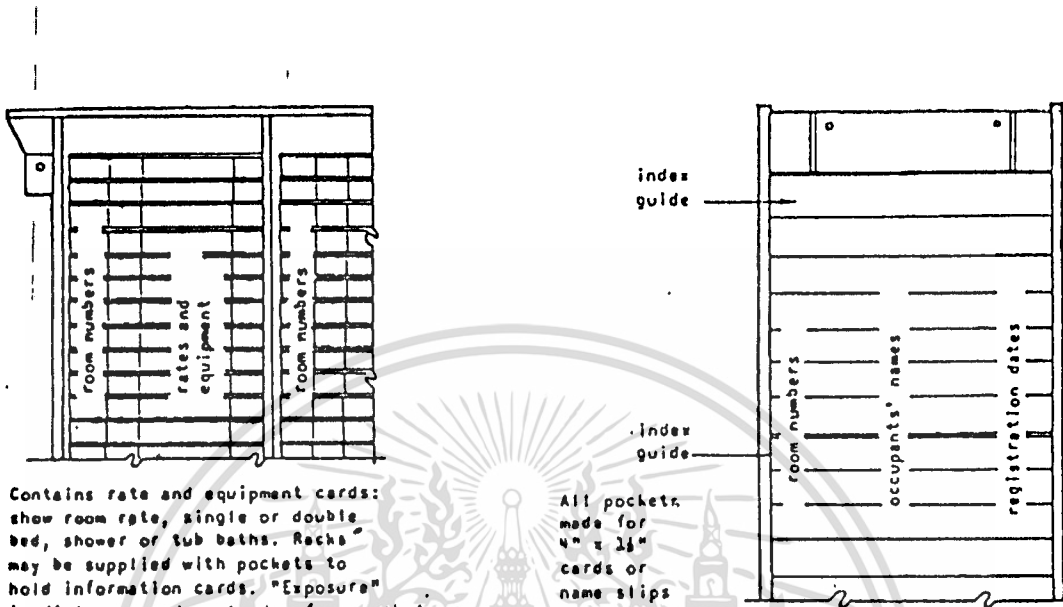 room numbers
rates and
equipment
room numbers
Contains rate and equipment cards:
show room rate, single or double
bed, shower or tub baths. Racks
may be supplied with pockets to
hold information cards. "Exposure"
index
guide
index
guide
room numbers
occupants' names
registration dates
All pockets
made for
cards or
name slips